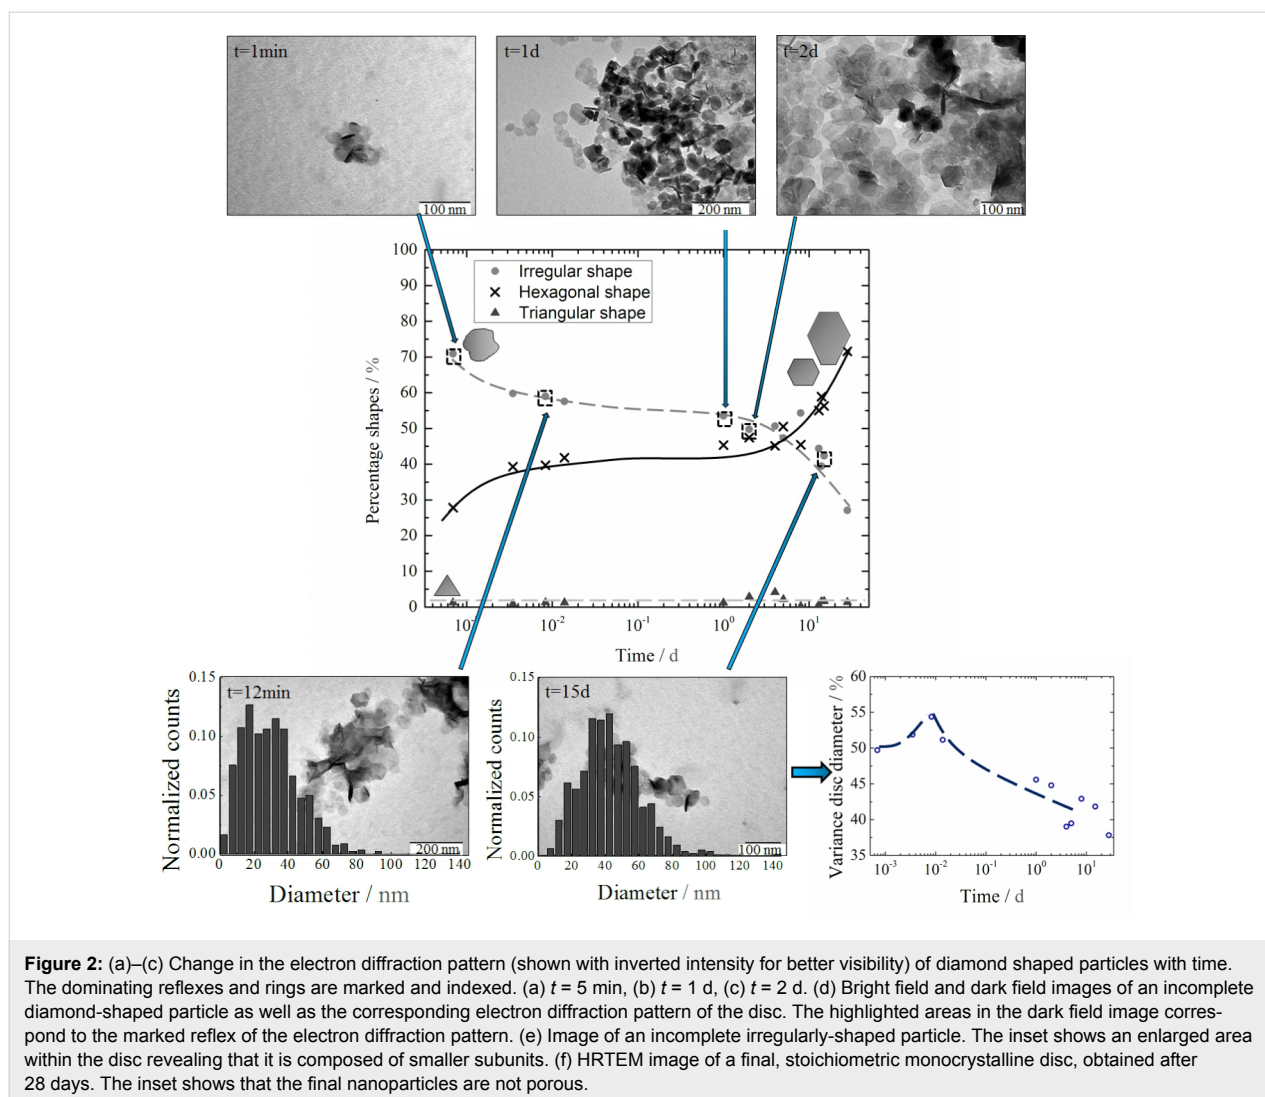 t=1min
t=1d
t=2d
100 nm
200 nm
100 nm
100
90
80
70
60
50
40
30
20
10
0
Percentage shapes / %
Irregular shape
Hexagonal shape
Triangular shape
10⁻²
10⁻¹
10⁰
10¹
Time / d
0.15
0.10
0.05
0.00
Normalized counts
t=12min
200 nm
0 20 40 60 80 100 120 140
Diameter / nm
0.15
0.10
0.05
0.00
Normalized counts
t=15d
100 nm
0 20 40 60 80 100 120 140
Diameter / nm
60
55
50
45
40
35
Variance disc diameter / %
10⁻³ 10⁻² 10⁻¹ 10⁰ 10¹
Time / d
Figure 2: (a)–(c) Change in the electron diffraction pattern (shown with inverted intensity for better visibility) of diamond shaped particles with time.
The dominating reflexes and rings are marked and indexed. (a) t = 5 min, (b) t = 1 d, (c) t = 2 d. (d) Bright field and dark field images of an incomplete
diamond-shaped particle as well as the corresponding electron diffraction pattern of the disc. The highlighted areas in the dark field image corres-
pond to the marked reflex of the electron diffraction pattern. (e) Image of an incomplete irregularly-shaped particle. The inset shows an enlarged area
within the disc revealing that it is composed of smaller subunits. (f) HRTEM image of a final, stoichiometric monocrystalline disc, obtained after
28 days. The inset shows that the final nanoparticles are not porous.